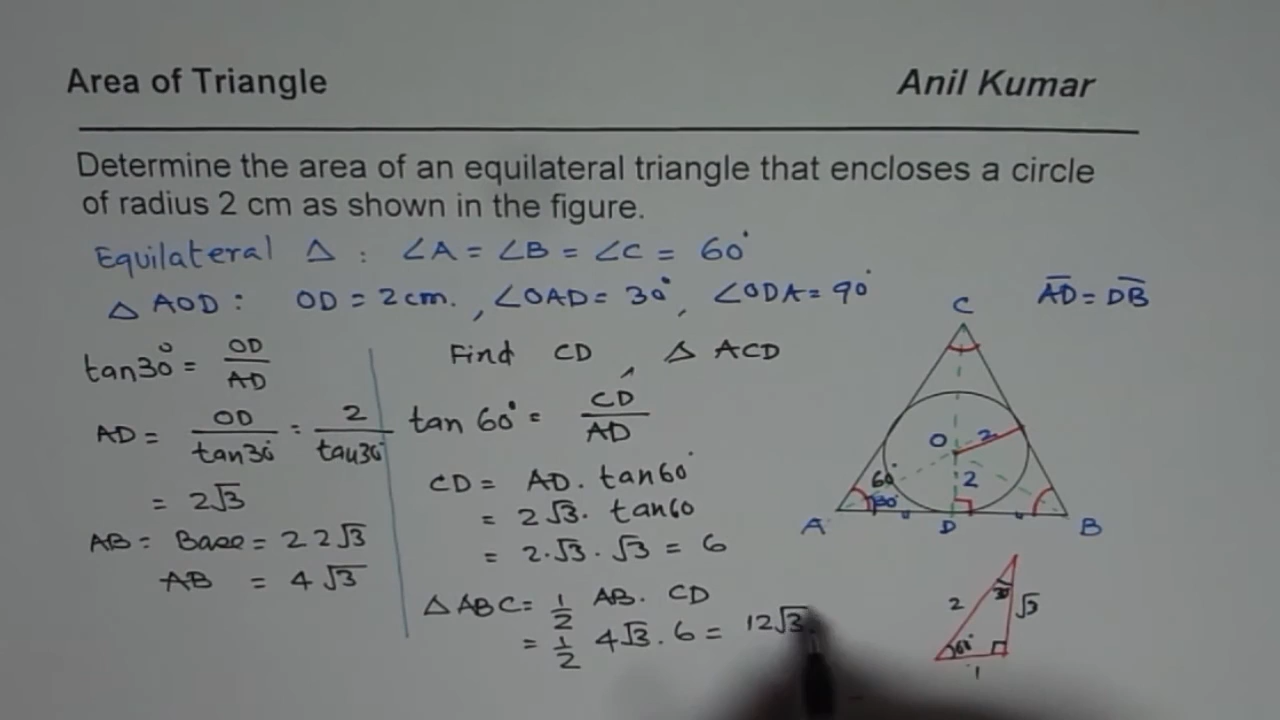 Area of Triangle
Anil Kumar
Determine the area of an equilateral triangle that encloses a circle
of radius 2 cm as shown in the figure.
Equilateral △ : ∠A = ∠B = ∠C = 60°
△ AOD : OD = 2cm. , ∠OAD = 30° , ∠ODA = 90°
AD = DB
tan30° = OD/AD
AD = OD/tan30° = 2/tan30°
= 2√3
AB = Base = 2 2√3
AB = 4√3
Find CD , △ ACD
tan 60° = CD/AD
CD = AD . tan60°
= 2√3 . tan60
= 2.√3 . √3 = 6
△ ABC = 1/2 AB . CD
= 1/2 4√3 . 6 = 12√3
C
O
2
60°
2
30°
A
D
B
2
30
√3
60°
1